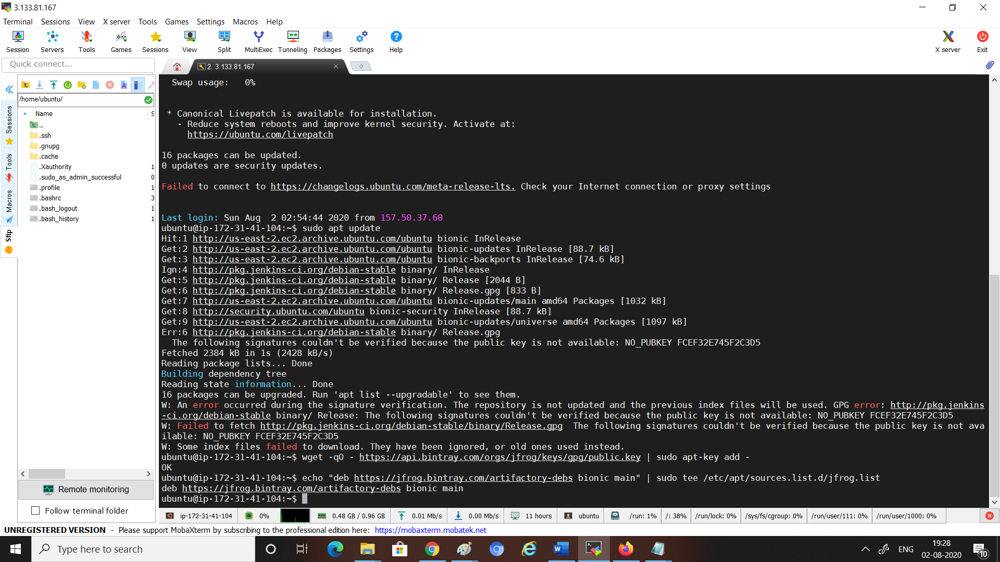 3.133.81.167
Terminal Sessions View X server Tools Games Settings Macros Help
Session Servers Tools Games Sessions View Split MultiExec Tunneling Packages Settings Help X server Exit
Quick connect...
2. 3.133.81.167
/home/ubuntu/
Name S
..
.ssh
.gnupg
.cache
.Xauthority 1
.sudo_as_admin_successful 0
.profile 1
.bashrc 3
.bash_logout 1
.bash_history 1
Sessions
Tools
Macros
Sftp
Remote monitoring
Follow terminal folder
Swap usage:   0%
* Canonical Livepatch is available for installation.
- Reduce system reboots and improve kernel security. Activate at:
https://ubuntu.com/livepatch
16 packages can be updated.
0 updates are security updates.
Failed to connect to https://changelogs.ubuntu.com/meta-release-lts. Check your Internet connection or proxy settings
Last login: Sun Aug  2 02:54:44 2020 from 157.50.37.60
ubuntu@ip-172-31-41-104:~$ sudo apt update
Hit:1 http://us-east-2.ec2.archive.ubuntu.com/ubuntu bionic InRelease
Get:2 http://us-east-2.ec2.archive.ubuntu.com/ubuntu bionic-updates InRelease [88.7 kB]
Get:3 http://us-east-2.ec2.archive.ubuntu.com/ubuntu bionic-backports InRelease [74.6 kB]
Ign:4 http://pkg.jenkins-ci.org/debian-stable binary/ InRelease
Get:5 http://pkg.jenkins-ci.org/debian-stable binary/ Release [2044 B]
Get:6 http://pkg.jenkins-ci.org/debian-stable binary/ Release.gpg [833 B]
Get:7 http://us-east-2.ec2.archive.ubuntu.com/ubuntu bionic-updates/main amd64 Packages [1032 kB]
Get:8 http://security.ubuntu.com/ubuntu bionic-security InRelease [88.7 kB]
Get:9 http://us-east-2.ec2.archive.ubuntu.com/ubuntu bionic-updates/universe amd64 Packages [1097 kB]
Err:6 http://pkg.jenkins-ci.org/debian-stable binary/ Release.gpg
The following signatures couldn't be verified because the public key is not available: NO_PUBKEY FCEF32E745F2C3D5
Fetched 2384 kB in 1s (2428 kB/s)
Reading package lists... Done
Building dependency tree
Reading state information... Done
16 packages can be upgraded. Run 'apt list --upgradable' to see them.
W: An error occurred during the signature verification. The repository is not updated and the previous index files will be used. GPG error: http://pkg.jenkins
-ci.org/debian-stable binary/ Release: The following signatures couldn't be verified because the public key is not available: NO_PUBKEY FCEF32E745F2C3D5
W: Failed to fetch http://pkg.jenkins-ci.org/debian-stable/binary/Release.gpg  The following signatures couldn't be verified because the public key is not ava
ilable: NO_PUBKEY FCEF32E745F2C3D5
W: Some index files failed to download. They have been ignored, or old ones used instead.
ubuntu@ip-172-31-41-104:~$ wget -qO - https://api.bintray.com/orgs/jfrog/keys/gpg/public.key | sudo apt-key add -
OK
ubuntu@ip-172-31-41-104:~$ echo "deb https://jfrog.bintray.com/artifactory-debs bionic main" | sudo tee /etc/apt/sources.list.d/jfrog.list
deb https://jfrog.bintray.com/artifactory-debs bionic main
ubuntu@ip-172-31-41-104:~$
ip-172-31-41-104 0% 0.48 GB / 0.96 GB 0.01 Mb/s 0.00 Mb/s 11 hours ubuntu /run: 1% /: 38% /run/lock: 0% /sys/fs/cgroup: 0% /run/user/111: 0% /run/user/1000: 0%
UNREGISTERED VERSION - Please support MobaXterm by subscribing to the professional edition here: https://mobaxterm.mobatek.net
Type here to search
ENG
19:28
02-08-2020
10